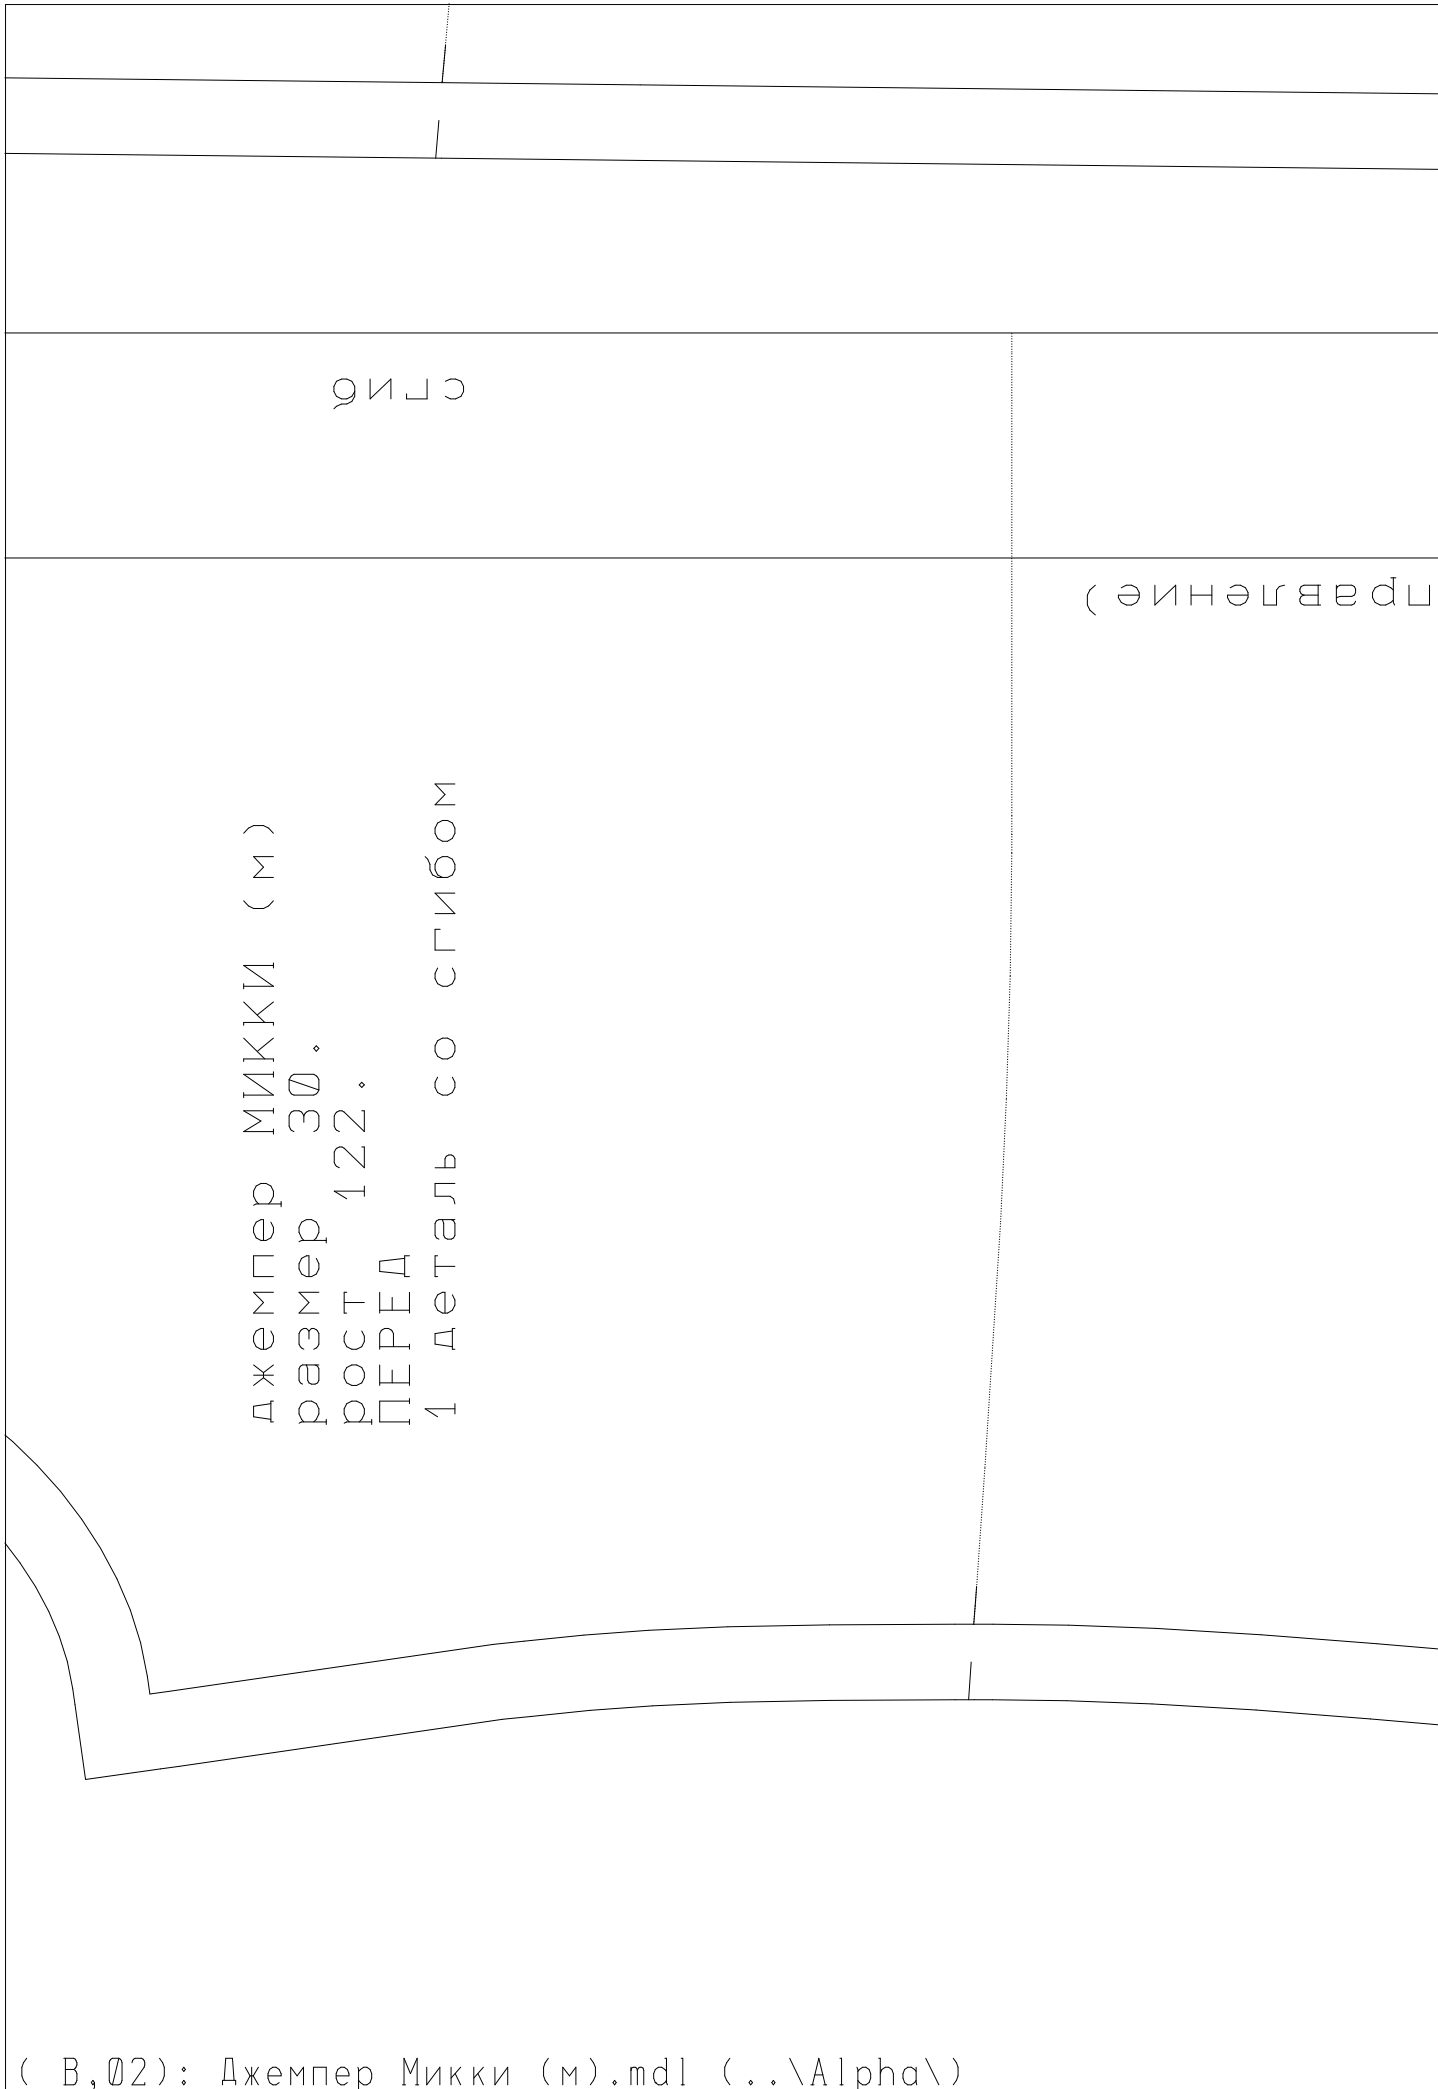 сгиб
правление)
джемпер МИККИ (м)
размер 30.
рост 122.
ПЕРЕД
1 деталь со сгибом
( B,02): Джемпер Микки (м).mdl (..\Alpha\)